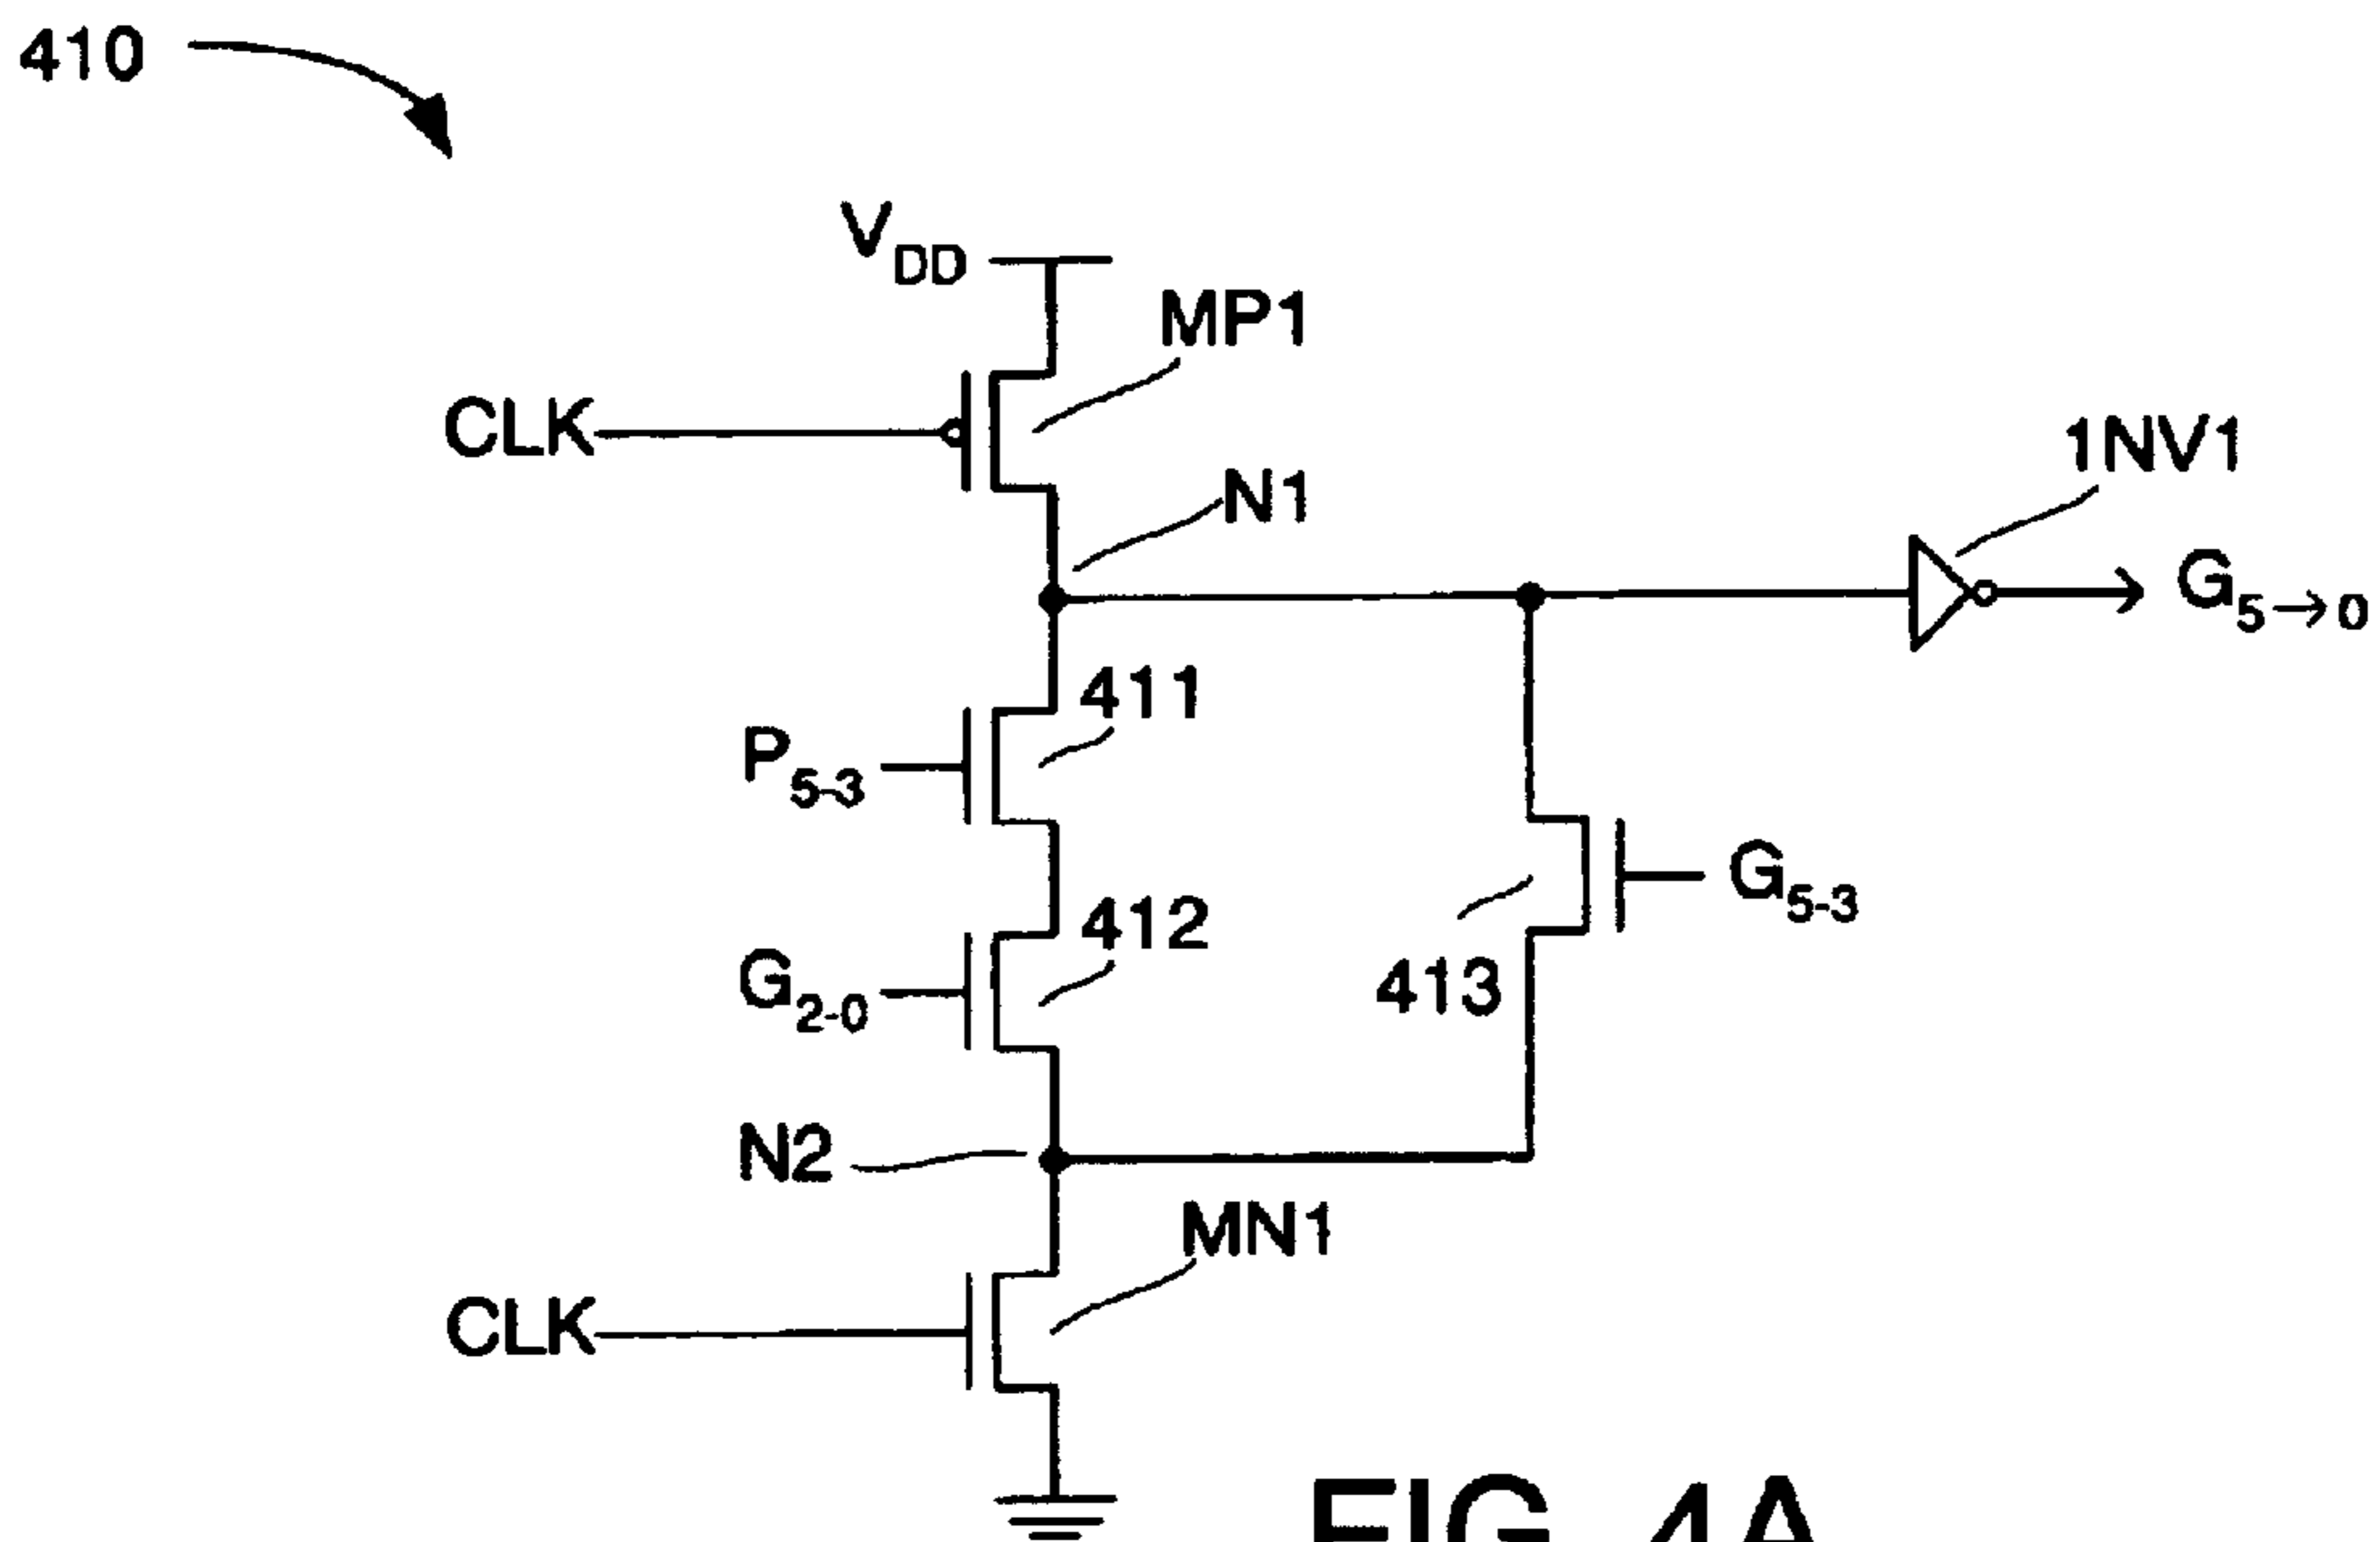 410
VDD
MP1
CLK
N1
1NV1
G5→0
411
P5-3
412
G5-3
G2-0
413
N2
MN1
CLK
FIG. 4A